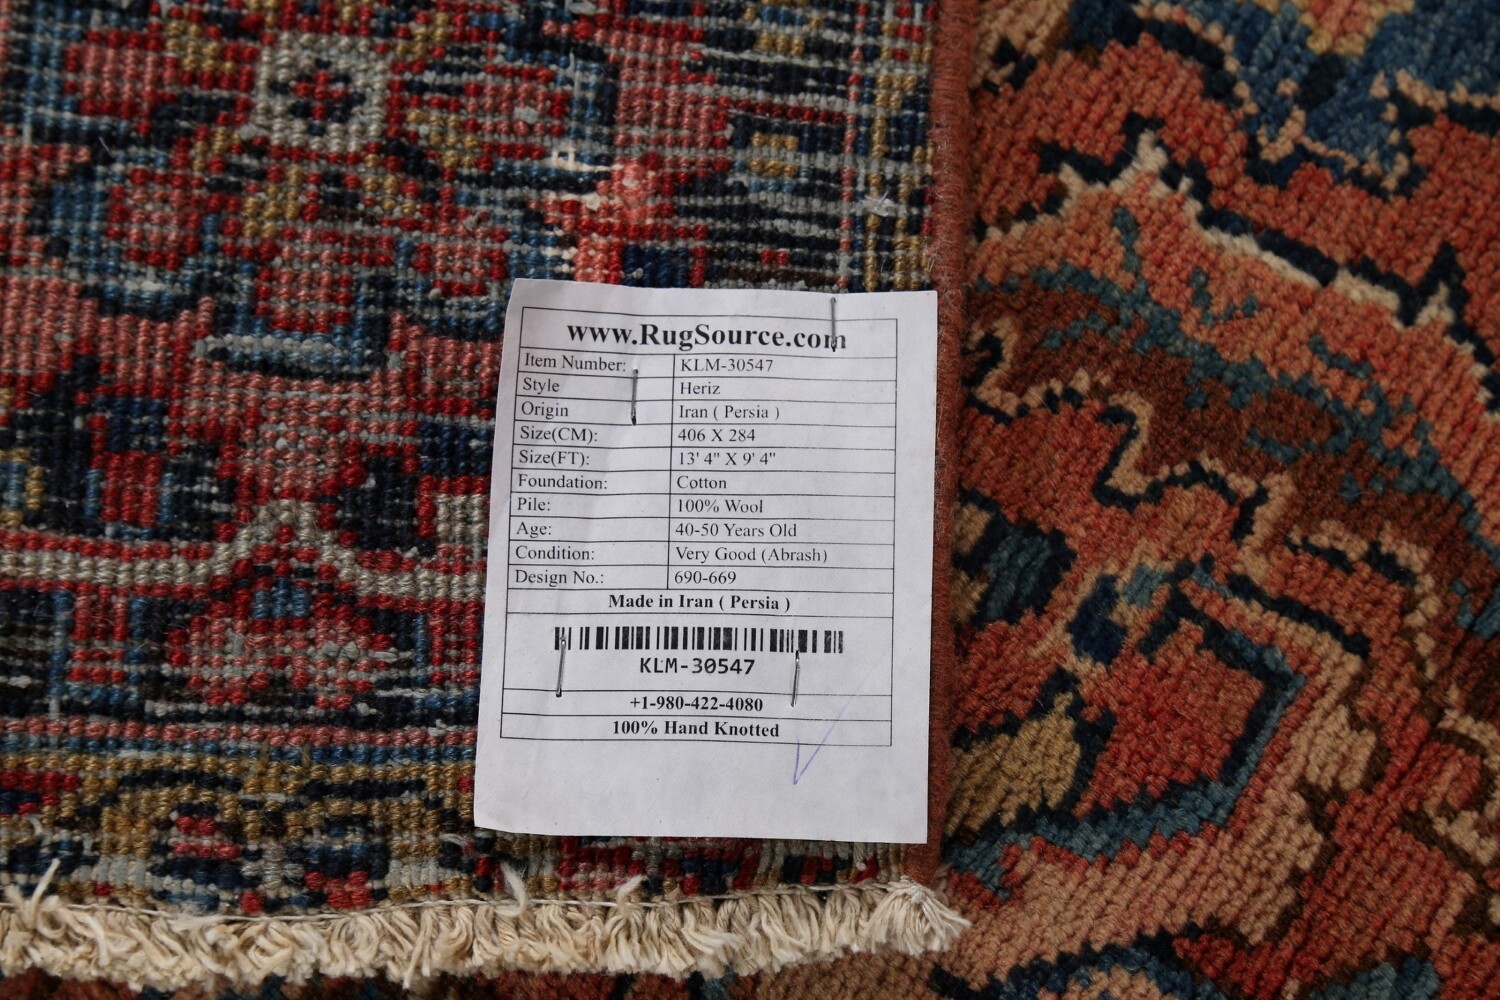 www.RugSource.com
Item Number: KLM-30547
Style Heriz
Origin Iran ( Persia )
Size(CM): 406 X 284
Size(FT): 13' 4" X 9' 4"
Foundation: Cotton
Pile: 100% Wool
Age: 40-50 Years Old
Condition: Very Good (Abrash)
Design No.: 690-669
Made in Iran ( Persia )
KLM-30547
+1-980-422-4080
100% Hand Knotted